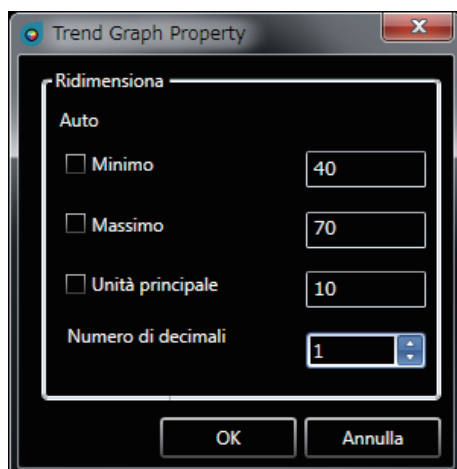 Trend Graph Property
Ridimensiona
Auto
Minimo 40
Massimo 70
Unità principale 10
Numero di decimali 1
OK Annulla